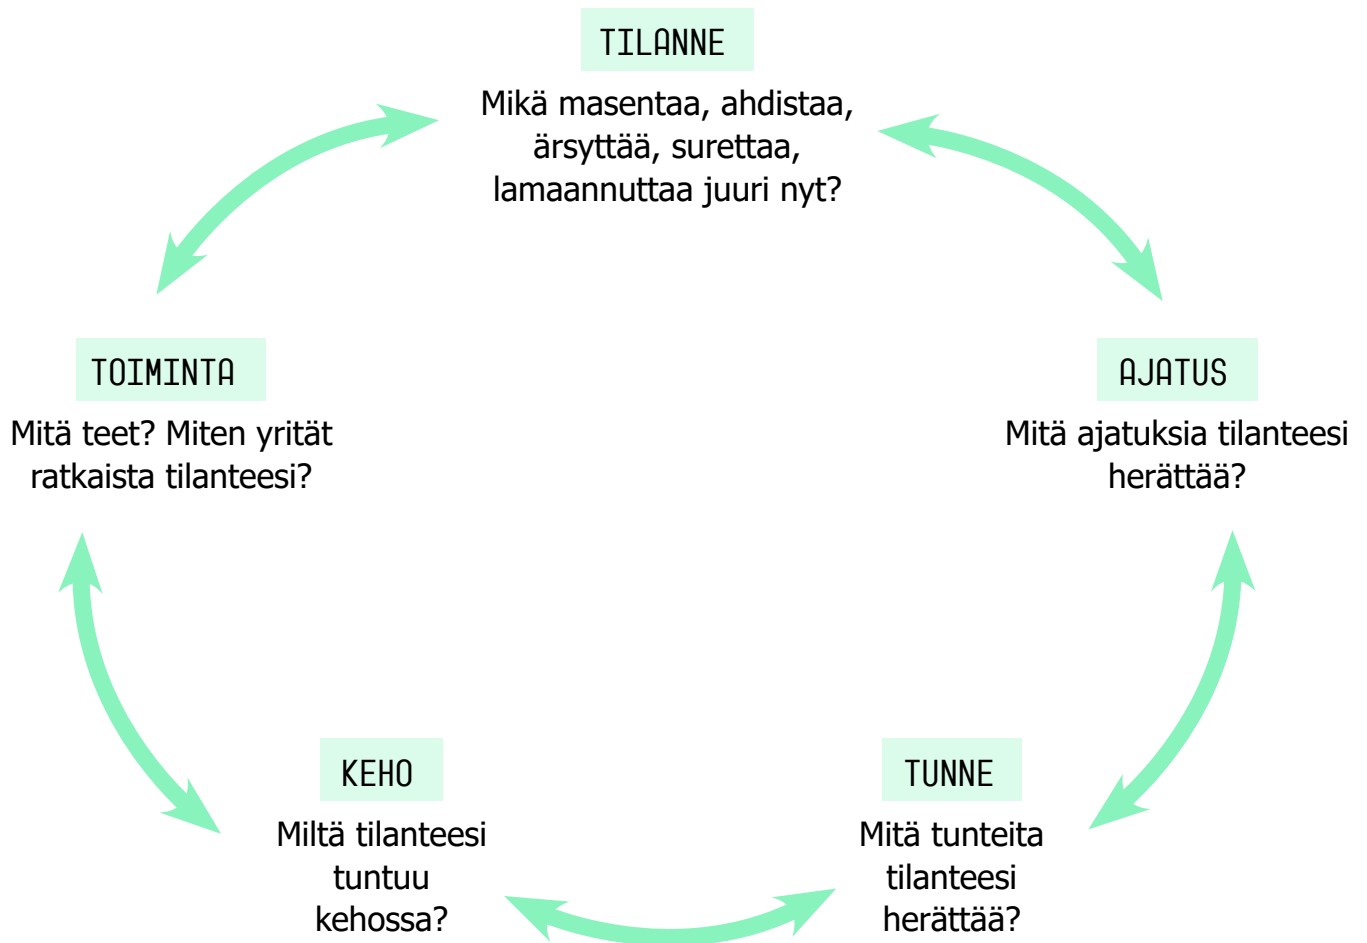 TILANNE
Mikä masentaa, ahdistaa,
ärsyttää, surettaa,
lamaannuttaa juuri nyt?
AJATUS
Mitä ajatuksia tilanteesi
herättää?
TUNNE
Mitä tunteita
tilanteesi
herättää?
KEHO
Miltä tilanteesi
tuntuu
kehossa?
TOIMINTA
Mitä teet? Miten yrität
ratkaista tilanteesi?